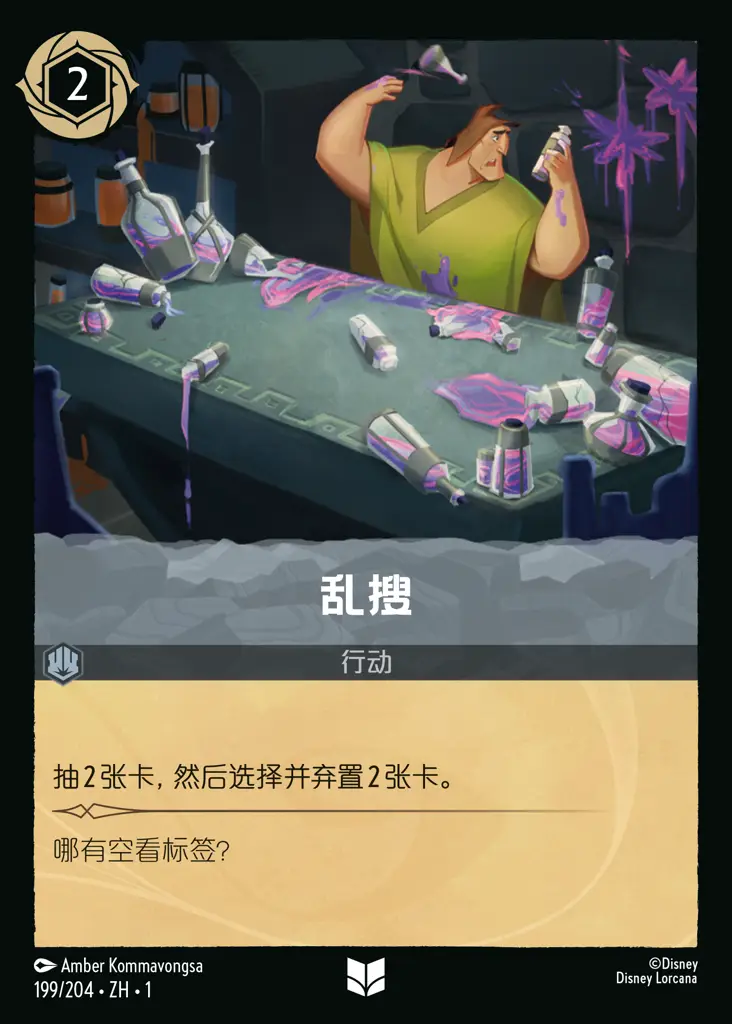 2
乱搜
行动
抽2张卡, 然后选择并弃置2张卡。
哪有空看标签?
Amber Kommavongsa
199/204 • ZH • 1
©Disney
Disney Lorcana